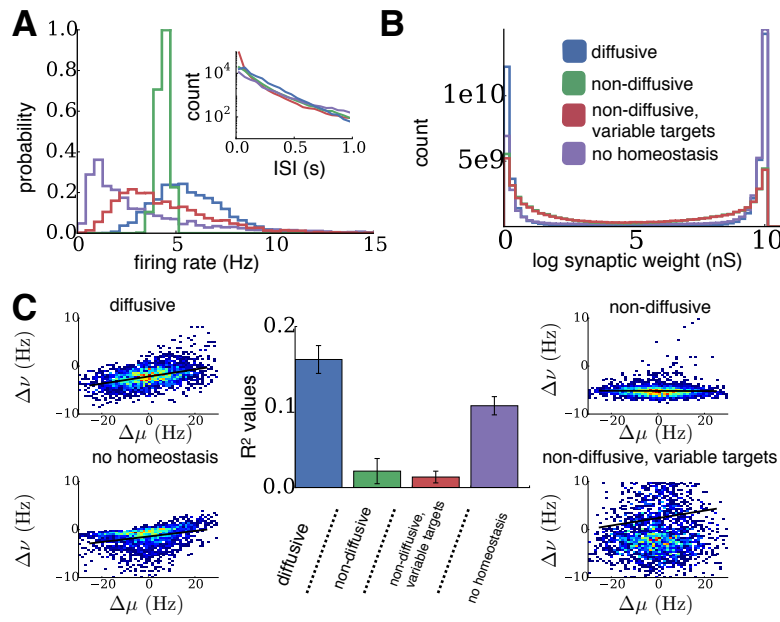 A
1.0
0.8
0.6
0.4
0.2
0.0
probability
0
5
10
15
firing rate (Hz)
10^4
10^2
count
0.0
0.5
1.0
ISI (s)
B
1e10
5e9
count
0
5
10
log synaptic weight (nS)
diffusive
non-diffusive
non-diffusive,
variable targets
no homeostasis
C
diffusive
10
0
−10
Δν (Hz)
−20
0
20
Δμ (Hz)
no homeostasis
10
0
−10
Δν (Hz)
−20
0
20
Δμ (Hz)
0.2
0.1
0.0
R² values
diffusive
non-diffusive
non-diffusive,
variable targets
no homeostasis
non-diffusive
10
0
−10
Δν (Hz)
−20
0
20
Δμ (Hz)
non-diffusive, variable targets
10
0
−10
Δν (Hz)
−20
0
20
Δμ (Hz)